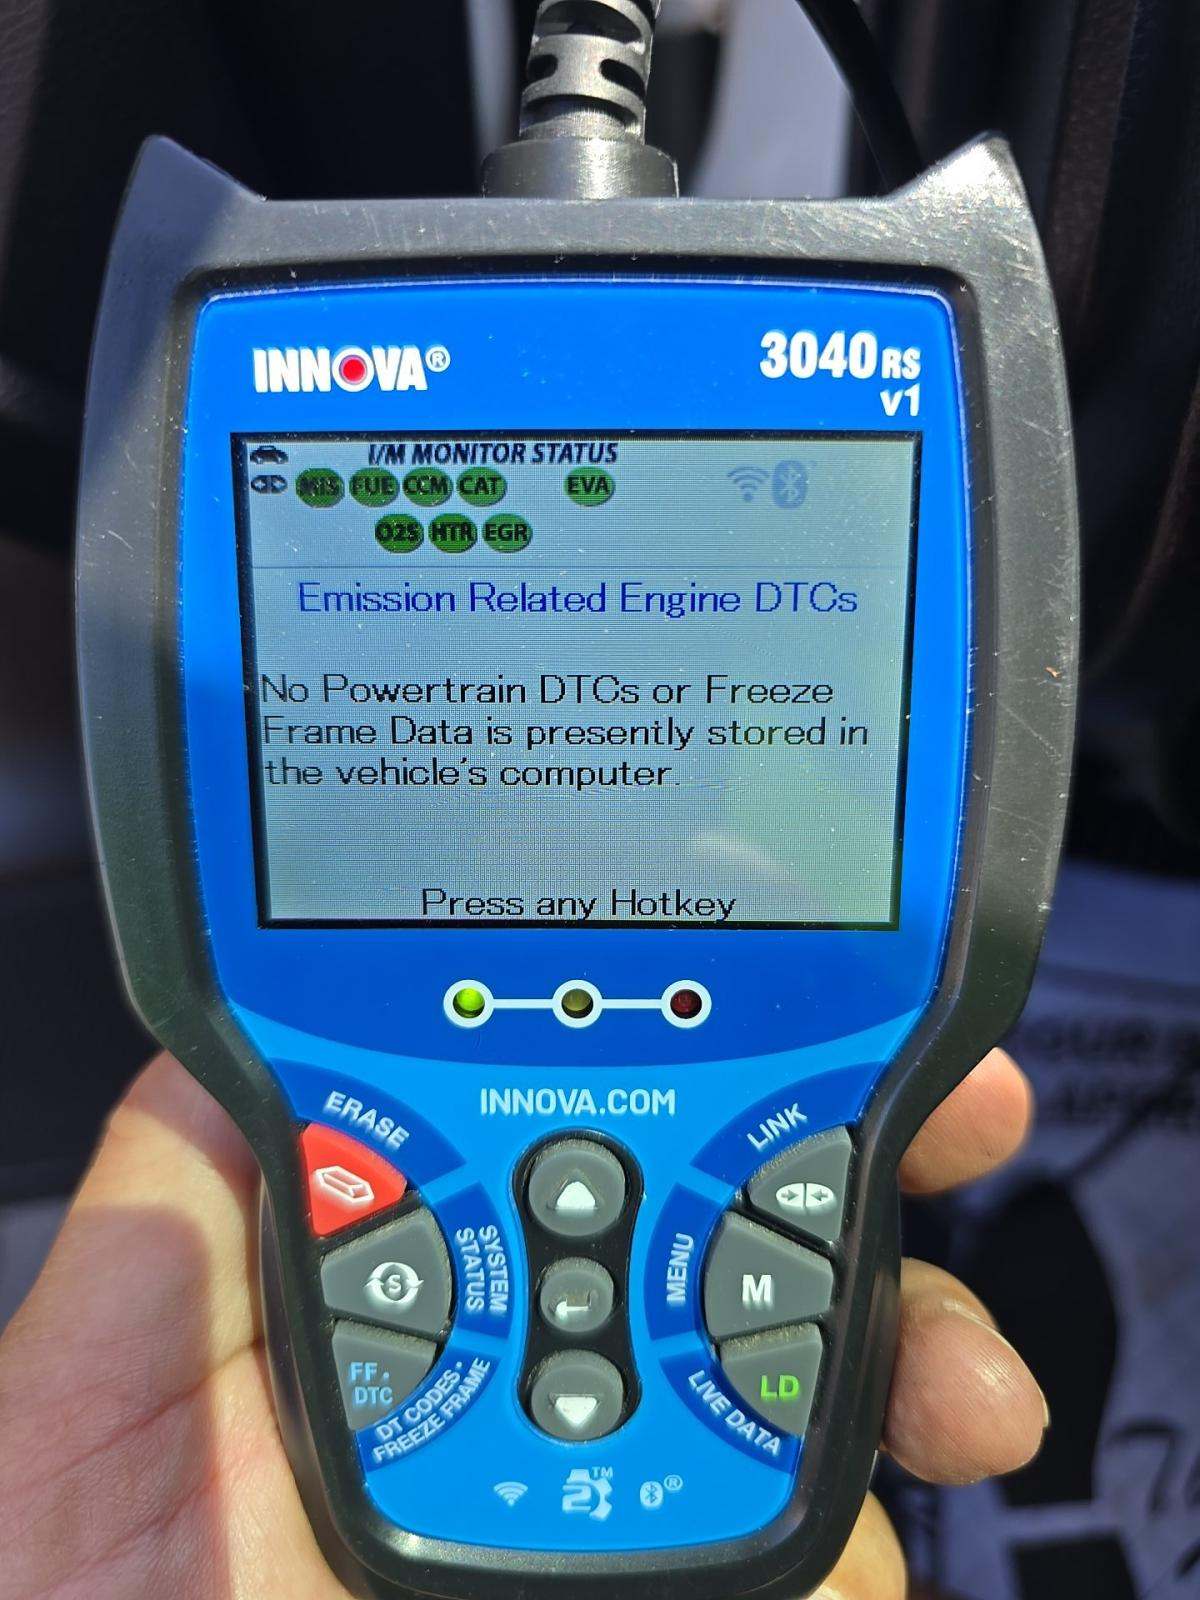 INNOVA®
3040RS
v1
I/M MONITOR STATUS
MIS FUE CCM CAT EVA
O2S HTR EGR
Emission Related Engine DTCs
No Powertrain DTCs or Freeze
Frame Data is presently stored in
the vehicle's computer.
Press any Hotkey
INNOVA.COM
ERASE
LINK
S
SYSTEM
STATUS
MENU
M
FF.
DTC
DT CODES•
FREEZE FRAME
LIVE DATA
LD
TM
®